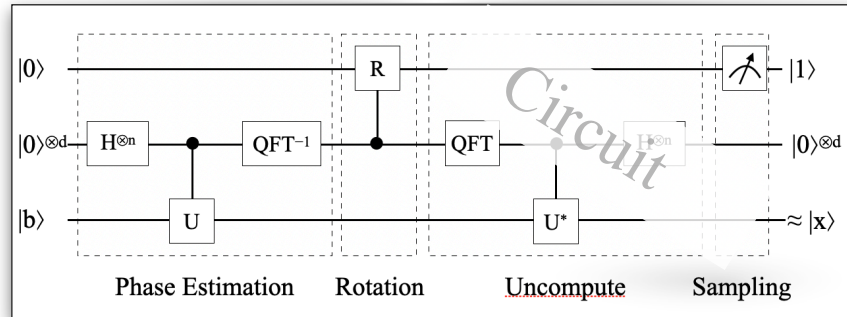 |0⟩ R |1⟩
|0⟩⊗d H⊗n QFT⁻¹ QFT H⊗n |0⟩⊗d
|b⟩ U U* ≈ |x⟩
Circuit
Phase Estimation Rotation Uncompute Sampling